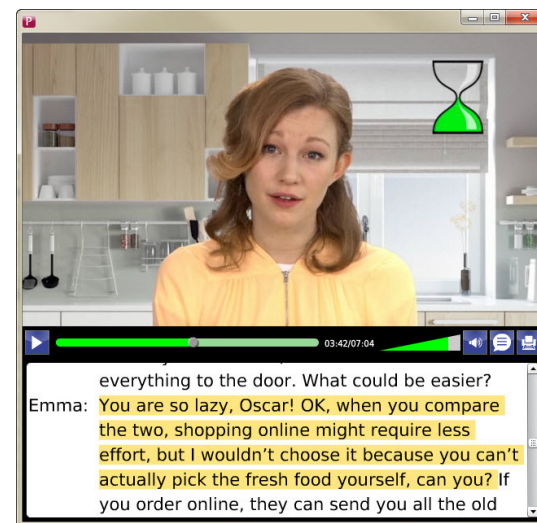 P
03:42/07:04
everything to the door. What could be easier?
Emma: You are so lazy, Oscar! OK, when you compare
the two, shopping online might require less
effort, but I wouldn’t choose it because you can’t
actually pick the fresh food yourself, can you? If
you order online, they can send you all the old